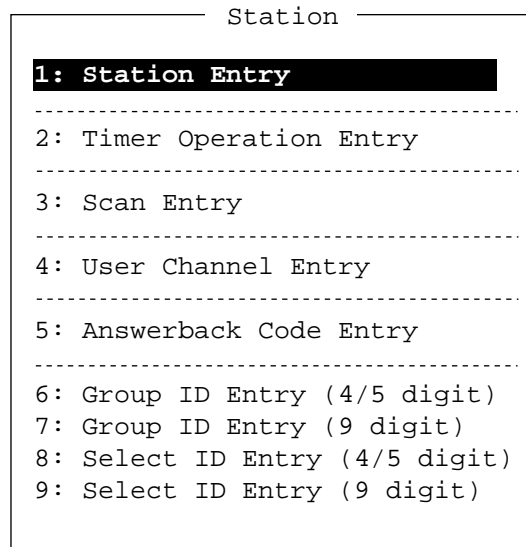 Station
1: Station Entry
2: Timer Operation Entry
3: Scan Entry
4: User Channel Entry
5: Answerback Code Entry
6: Group ID Entry (4/5 digit)
7: Group ID Entry (9 digit)
8: Select ID Entry (4/5 digit)
9: Select ID Entry (9 digit)